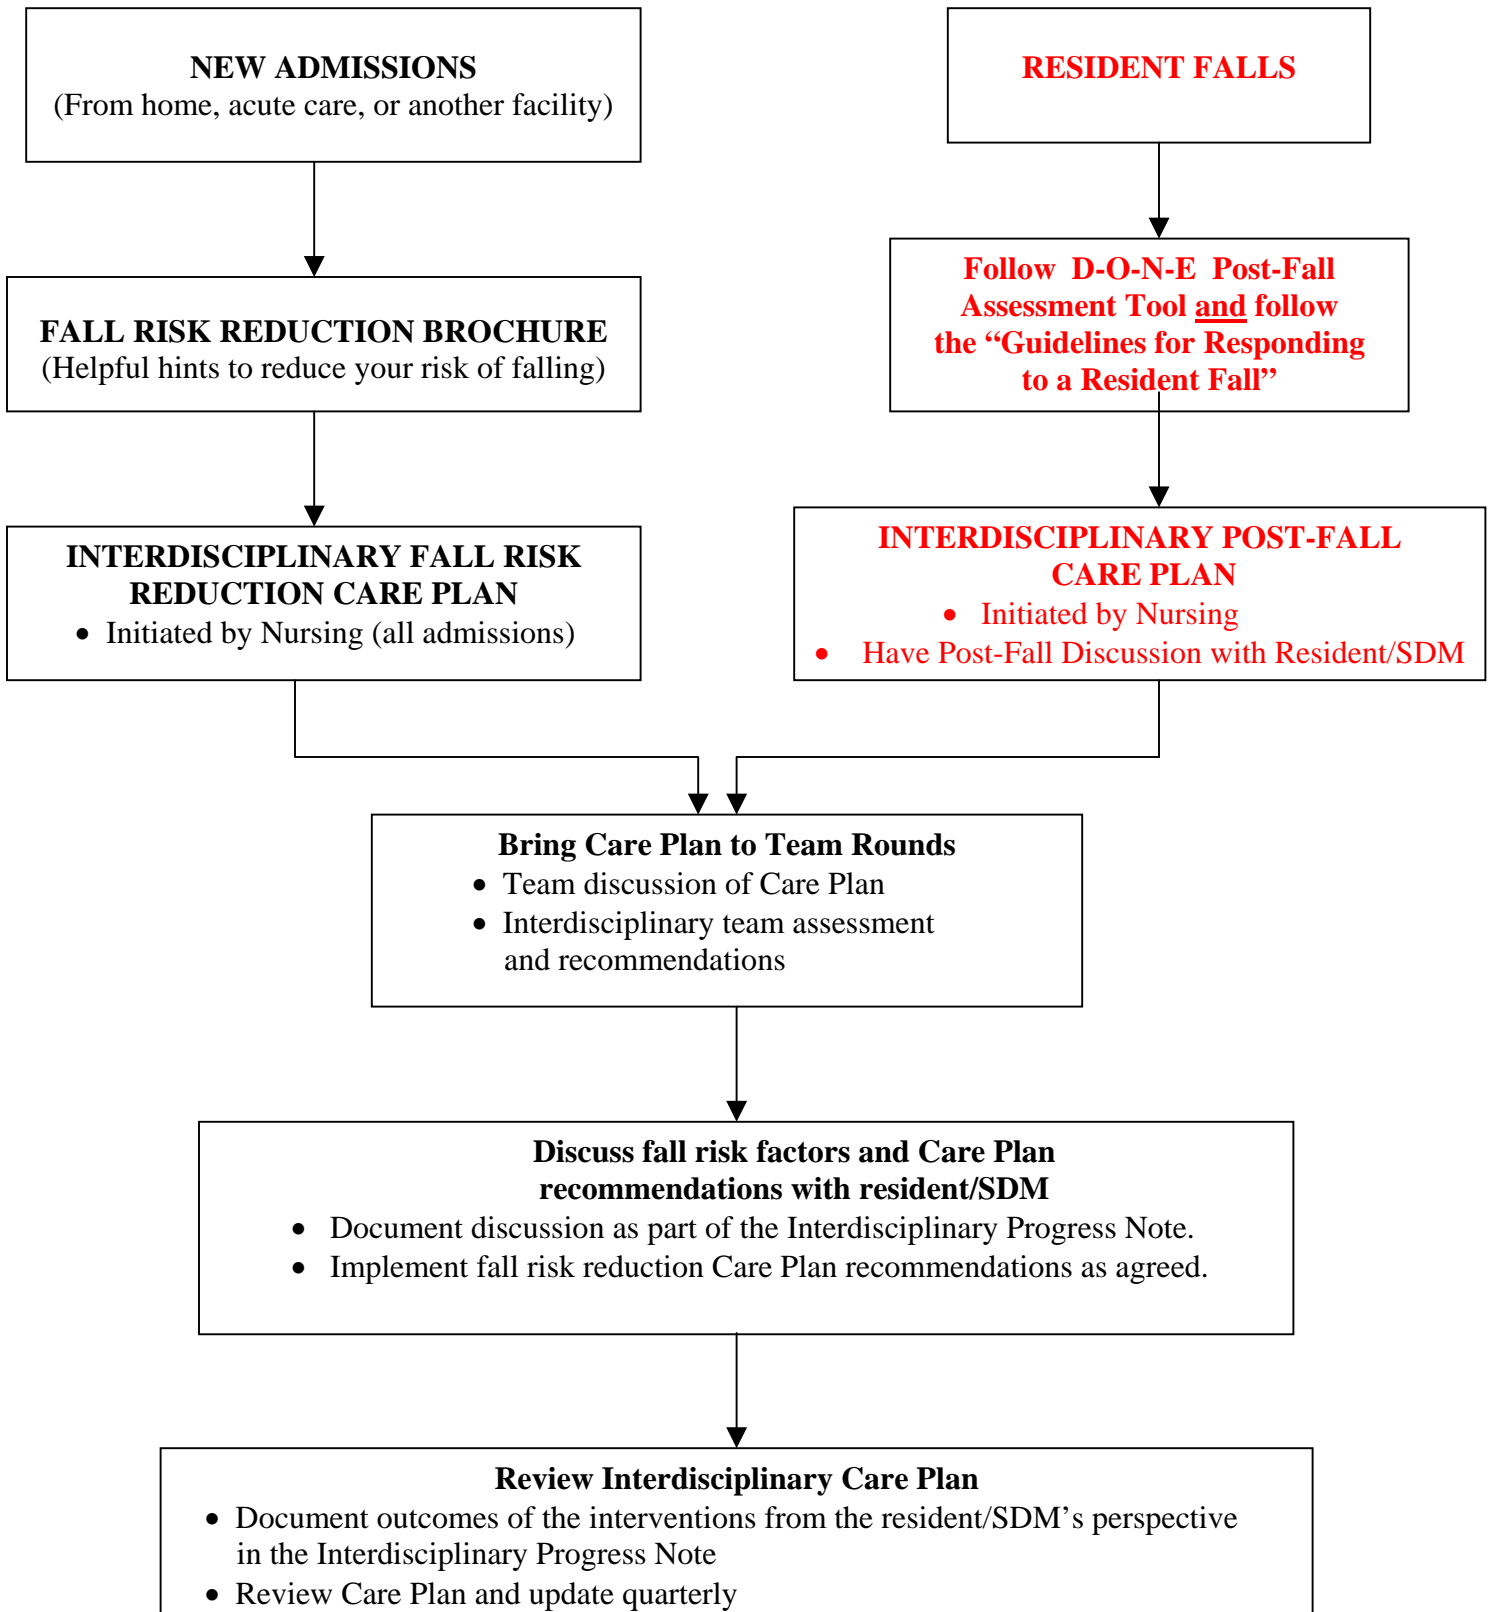 NEW ADMISSIONS
(From home, acute care, or another facility)
RESIDENT FALLS
FALL RISK REDUCTION BROCHURE
(Helpful hints to reduce your risk of falling)
Follow D-O-N-E Post-Fall
Assessment Tool and follow
the “Guidelines for Responding
to a Resident Fall”
INTERDISCIPLINARY FALL RISK
REDUCTION CARE PLAN
• Initiated by Nursing (all admissions)
INTERDISCIPLINARY POST-FALL
CARE PLAN
• Initiated by Nursing
• Have Post-Fall Discussion with Resident/SDM
Bring Care Plan to Team Rounds
• Team discussion of Care Plan
• Interdisciplinary team assessment
and recommendations
Discuss fall risk factors and Care Plan
recommendations with resident/SDM
• Document discussion as part of the Interdisciplinary Progress Note.
• Implement fall risk reduction Care Plan recommendations as agreed.
Review Interdisciplinary Care Plan
• Document outcomes of the interventions from the resident/SDM’s perspective
in the Interdisciplinary Progress Note
• Review Care Plan and update quarterly